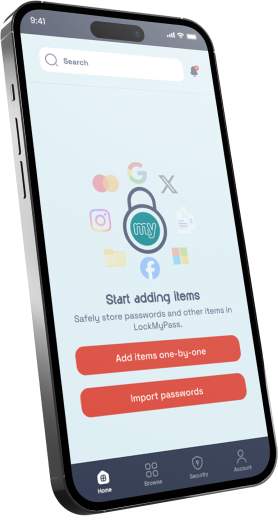 9:41
Search
my
Start adding items
Safely store passwords and other items in
LockMyPass.
Add items one-by-one
Import passwords
Home
Browse
Security
Account